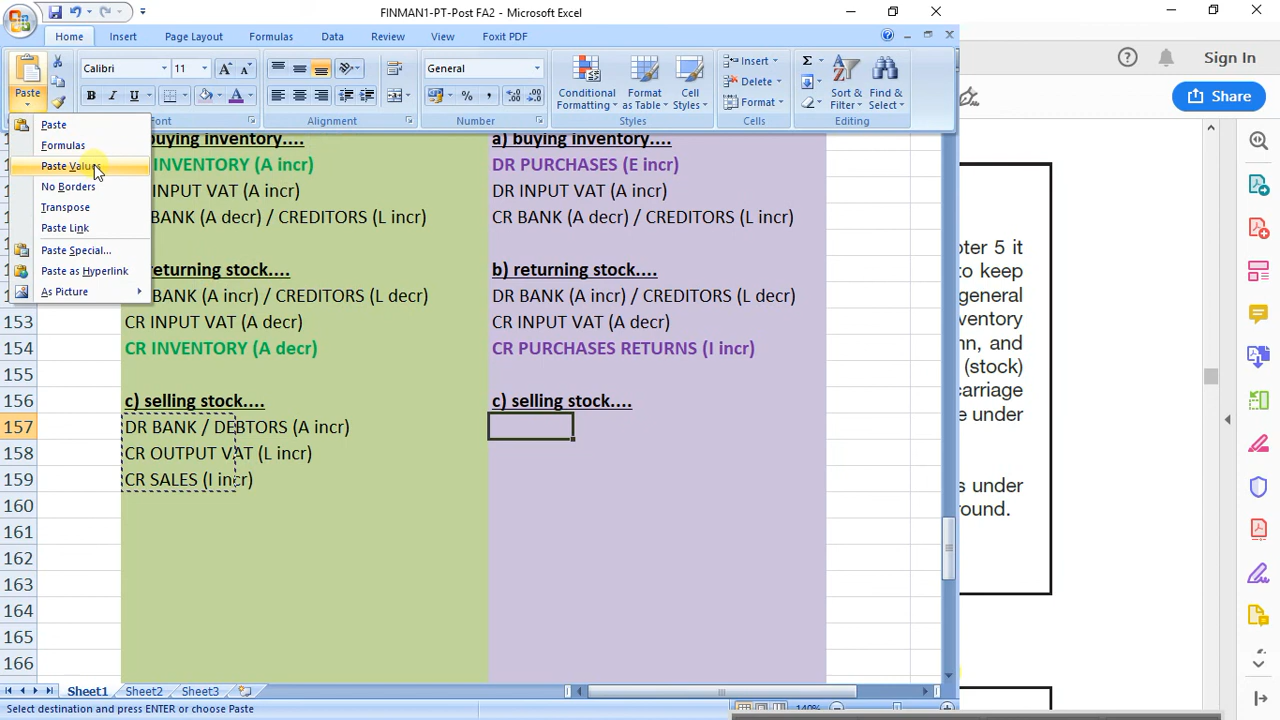 FINMAN1-PT-Post FA2 - Microsoft Excel
Home Insert Page Layout Formulas Data Review View Foxit PDF
Sign In
Share
Paste
Calibri 11
General
B I U
Conditional Formatting
Format as Table
Cell Styles
Insert
Delete
Format
Sort & Filter
Find & Select
Font Alignment Number Styles Cells Editing
Paste
Formulas
Paste Values
No Borders
Transpose
Paste Link
Paste Special...
Paste as Hyperlink
As Picture
buying inventory.... a) buying inventory....
INVENTORY (A incr) DR PURCHASES (E incr)
INPUT VAT (A incr) DR INPUT VAT (A incr)
BANK (A decr) / CREDITORS (L incr) CR BANK (A decr) / CREDITORS (L incr)
returning stock.... b) returning stock....
BANK (A incr) / CREDITORS (L decr) DR BANK (A incr) / CREDITORS (L decr)
153 CR INPUT VAT (A decr) CR INPUT VAT (A decr)
154 CR INVENTORY (A decr) CR PURCHASES RETURNS (I incr)
155
156 c) selling stock.... c) selling stock....
157 DR BANK / DEBTORS (A incr)
158 CR OUTPUT VAT (L incr)
159 CR SALES (I incr)
160
161
162
163
164
165
166
Sheet1 Sheet2 Sheet3
Select destination and press ENTER or choose Paste
140%
pter 5 it
to keep
general
ventory
nn, and
(stock)
carriage
e under
s under
ound.